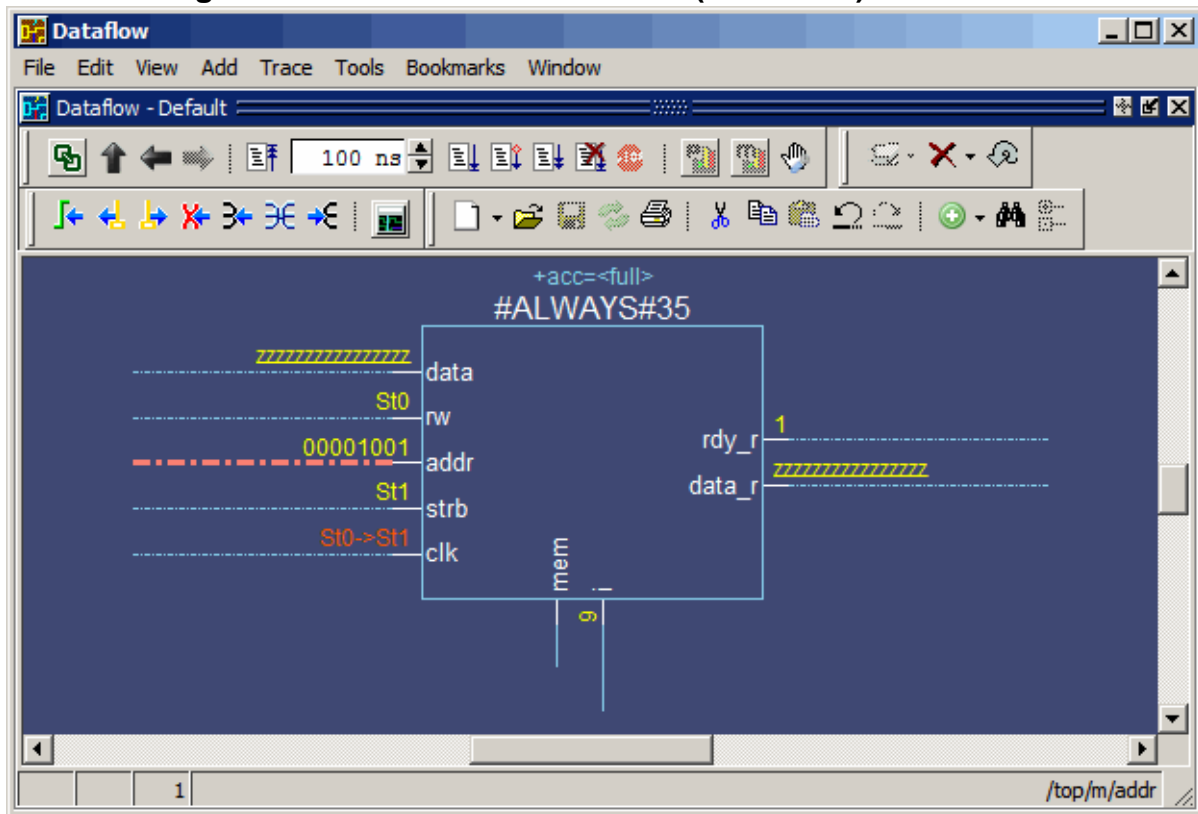 Dataflow
File Edit View Add Trace Tools Bookmarks Window
Dataflow - Default
100 ns
+acc=<full>
#ALWAYS#35
zzzzzzzzzzzzzzzz
data
St0
rw
00001001
addr
St1
strb
St0->St1
clk
mem
i
9
1
rdy_r
zzzzzzzzzzzzzzzz
data_r
1
/top/m/addr